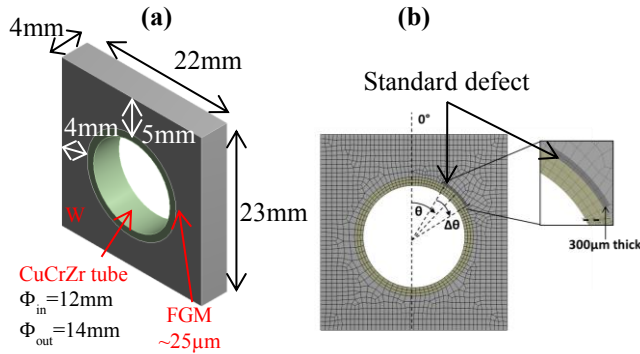 (a)
4mm
22mm
4mm
5mm
W
23mm
CuCrZr tube
Φin=12mm
Φout=14mm
FGM
~25μm
(b)
Standard defect
0°
θ
Δθ
300μm thick